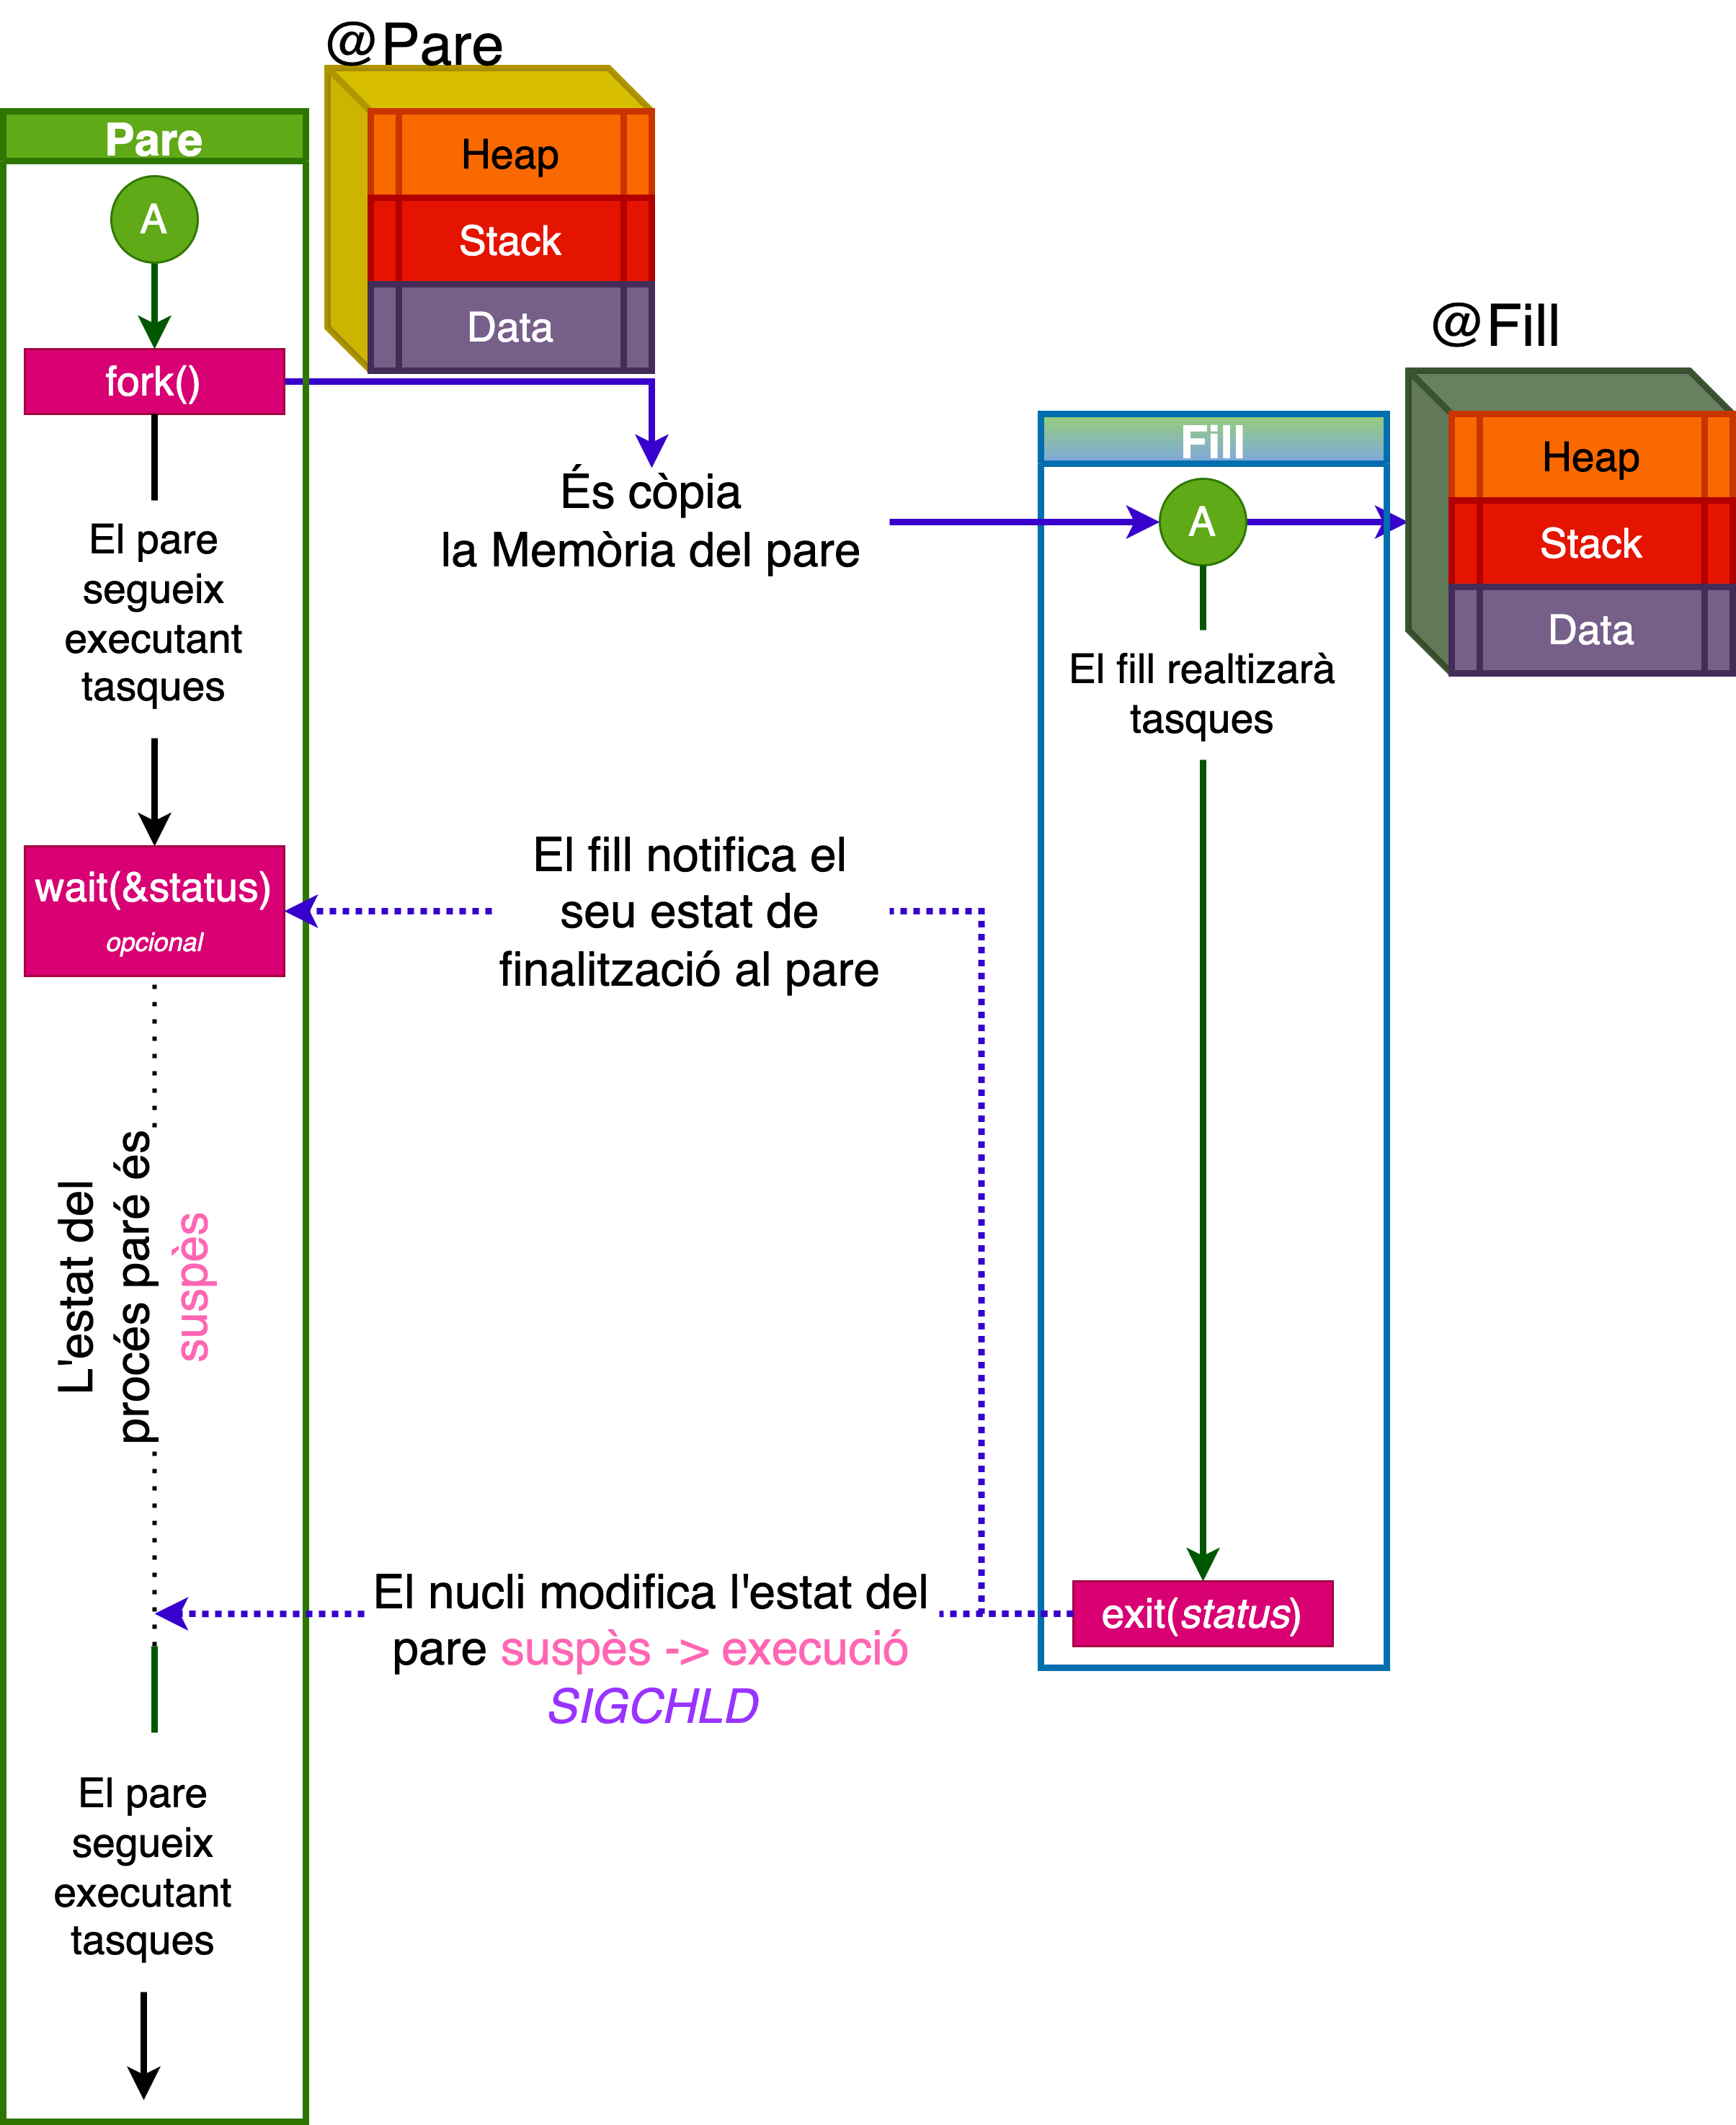 @Pare
Pare
A
Heap
Stack
Data
fork()
És còpia
la Memòria del pare
@Fill
Fill
A
Heap
Stack
Data
El pare
segueix
executant
tasques
El fill realtizarà
tasques
wait(&status)
opcional
El fill notifica el
seu estat de
finalització al pare
L'estat del
procés paré és
suspès
El nucli modifica l'estat del
pare suspès -> execució
SIGCHLD
exit(status)
El pare
segueix
executant
tasques